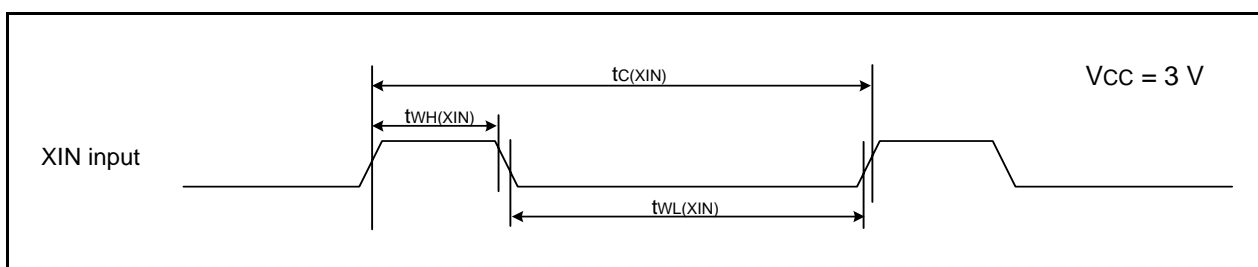 tC(XIN)
VCC = 3 V
tWH(XIN)
XIN input
tWL(XIN)